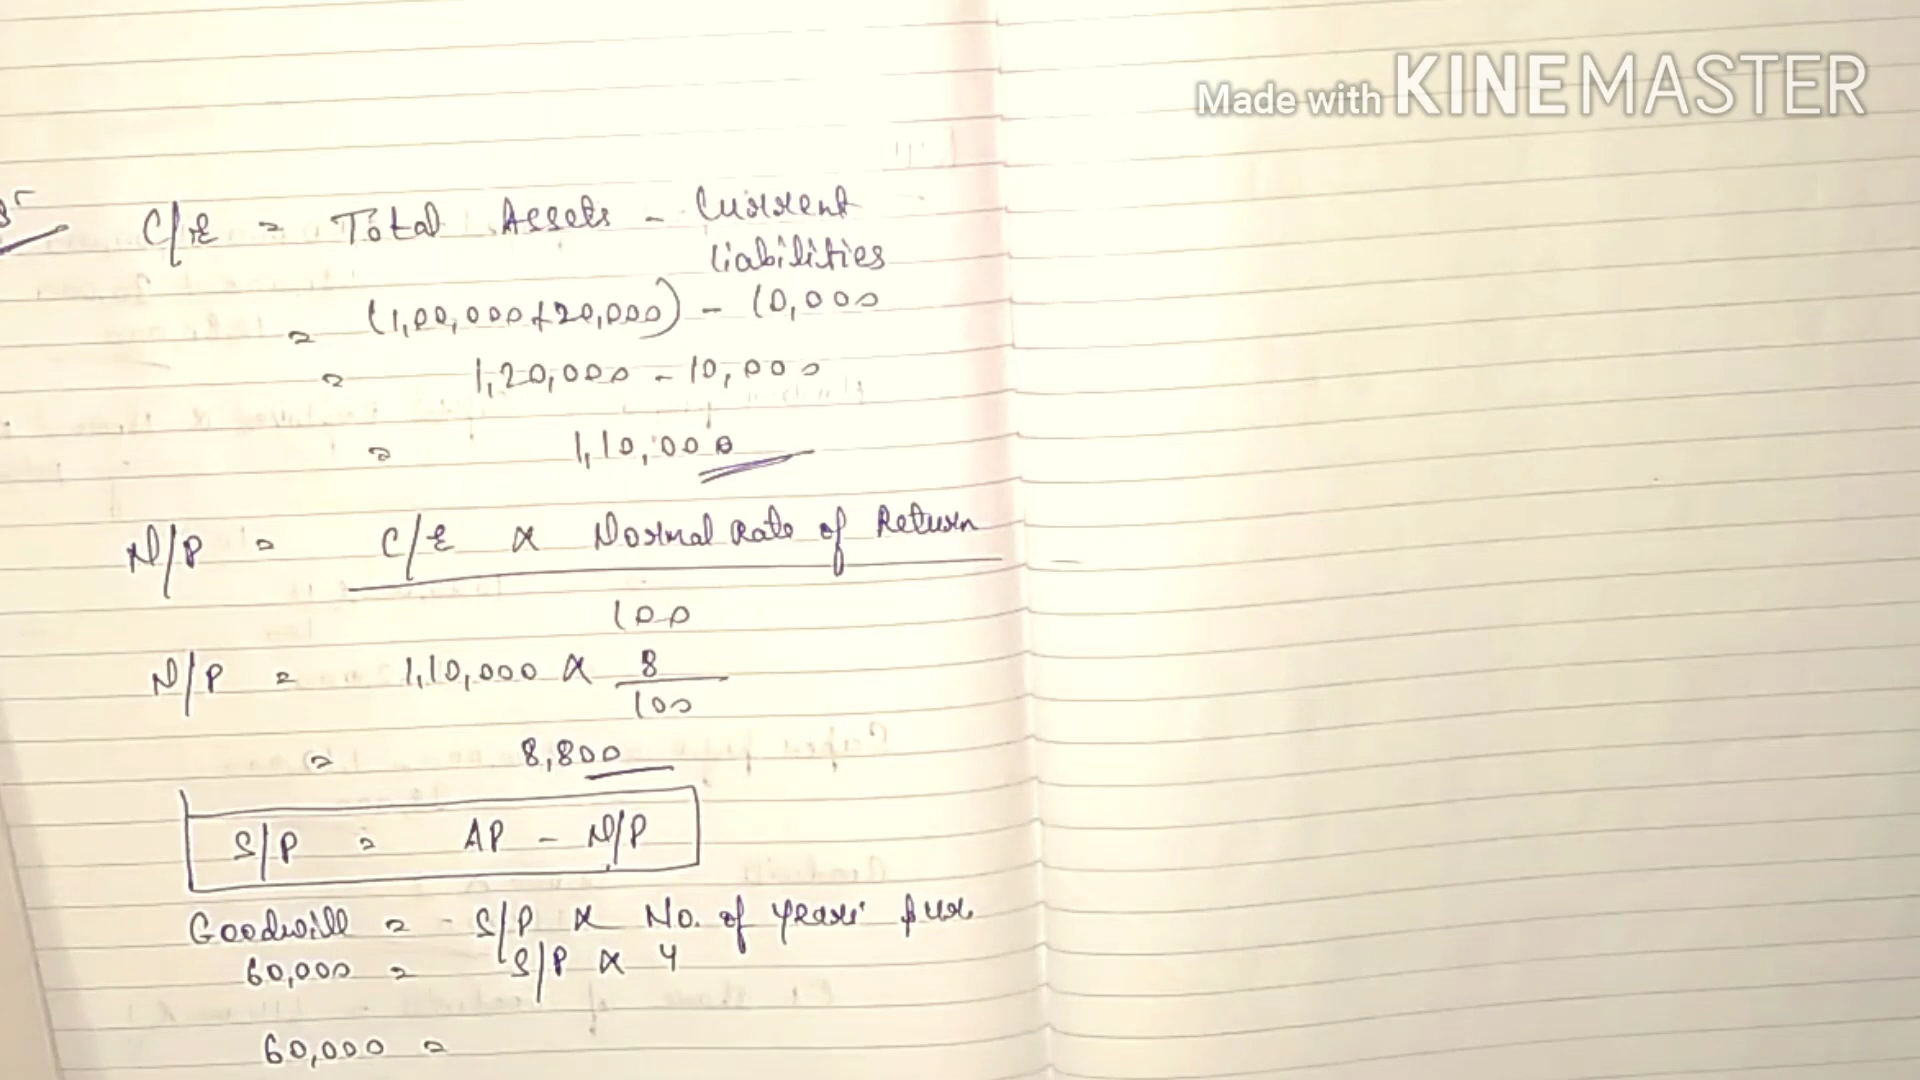 Made with KINEMASTER
C/E = Total Assets - Current
liabilities
= (1,00,000+20,000) - 10,000
= 1,20,000 - 10,000
= 1,10,000
N/P = C/E x Normal Rate of Return
100
N/P = 1,10,000 x 8
100
= 8,800
S/P = AP - N/P
Goodwill = S/P x No. of years' pur
60,000 = S/P x 4
60,000 =